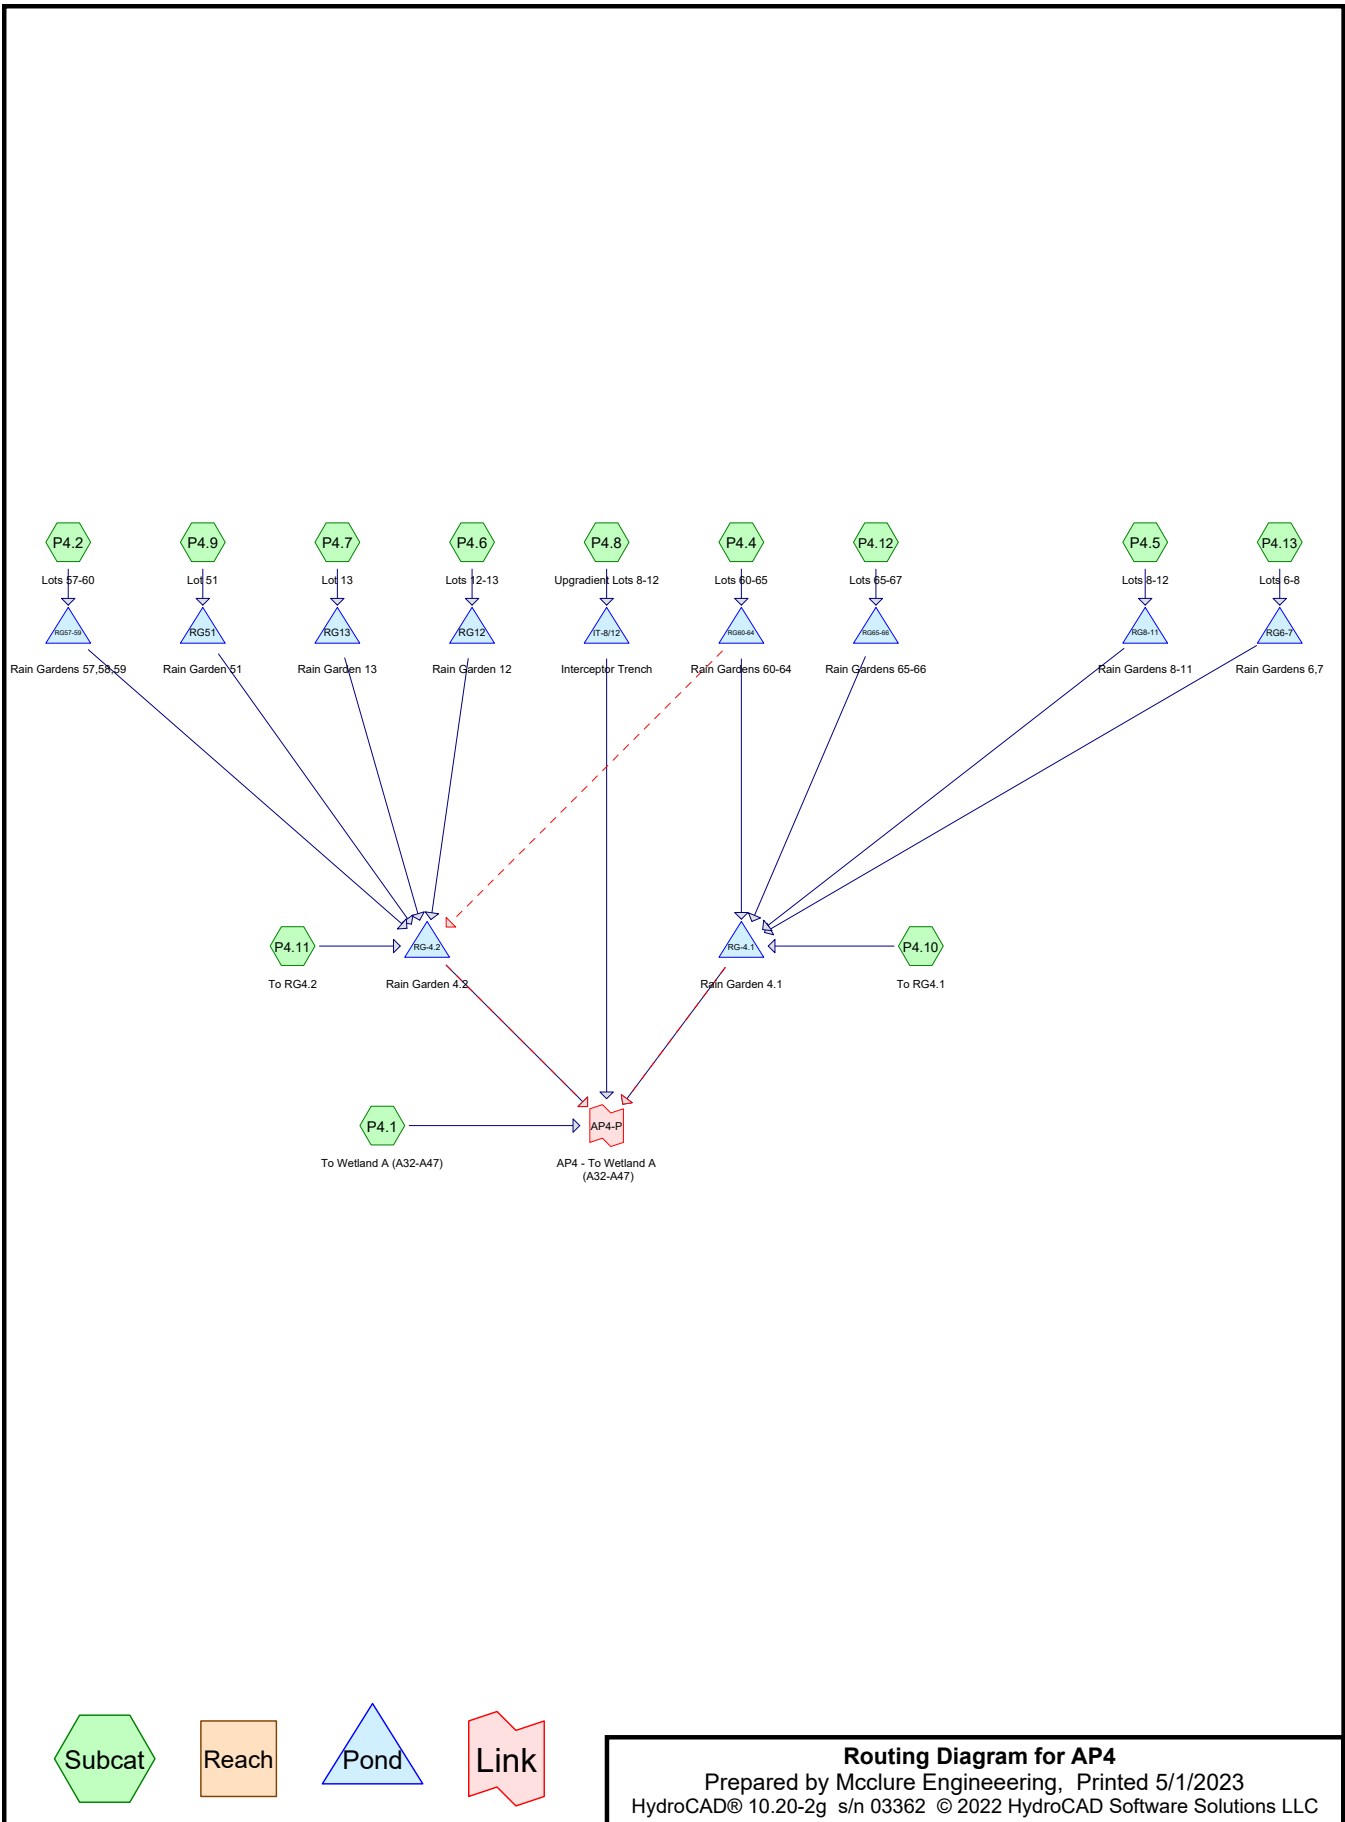 P4.2
P4.9
P4.7
P4.6
P4.8
P4.4
P4.12
P4.5
P4.13
Lots 57-60
Lot 51
Lot 13
Lots 12-13
Upgradient Lots 8-12
Lots 60-65
Lots 65-67
Lots 8-12
Lots 6-8
RG57-59
RG51
RG13
RG12
IT-8/12
RG60-64
RG65-66
RG8-11
RG6-7
Rain Gardens 57,58,59
Rain Garden 51
Rain Garden 13
Rain Garden 12
Interceptor Trench
Rain Gardens 60-64
Rain Gardens 65-66
Rain Gardens 8-11
Rain Gardens 6,7
P4.11
RG-4.2
RG-4.1
P4.10
To RG4.2
Rain Garden 4.2
Rain Garden 4.1
To RG4.1
P4.1
AP4-P
To Wetland A (A32-A47)
AP4 - To Wetland A
(A32-A47)
Subcat
Reach
Pond
Link
Routing Diagram for AP4
Prepared by Mcclure Engineeering, Printed 5/1/2023
HydroCAD® 10.20-2g s/n 03362 © 2022 HydroCAD Software Solutions LLC